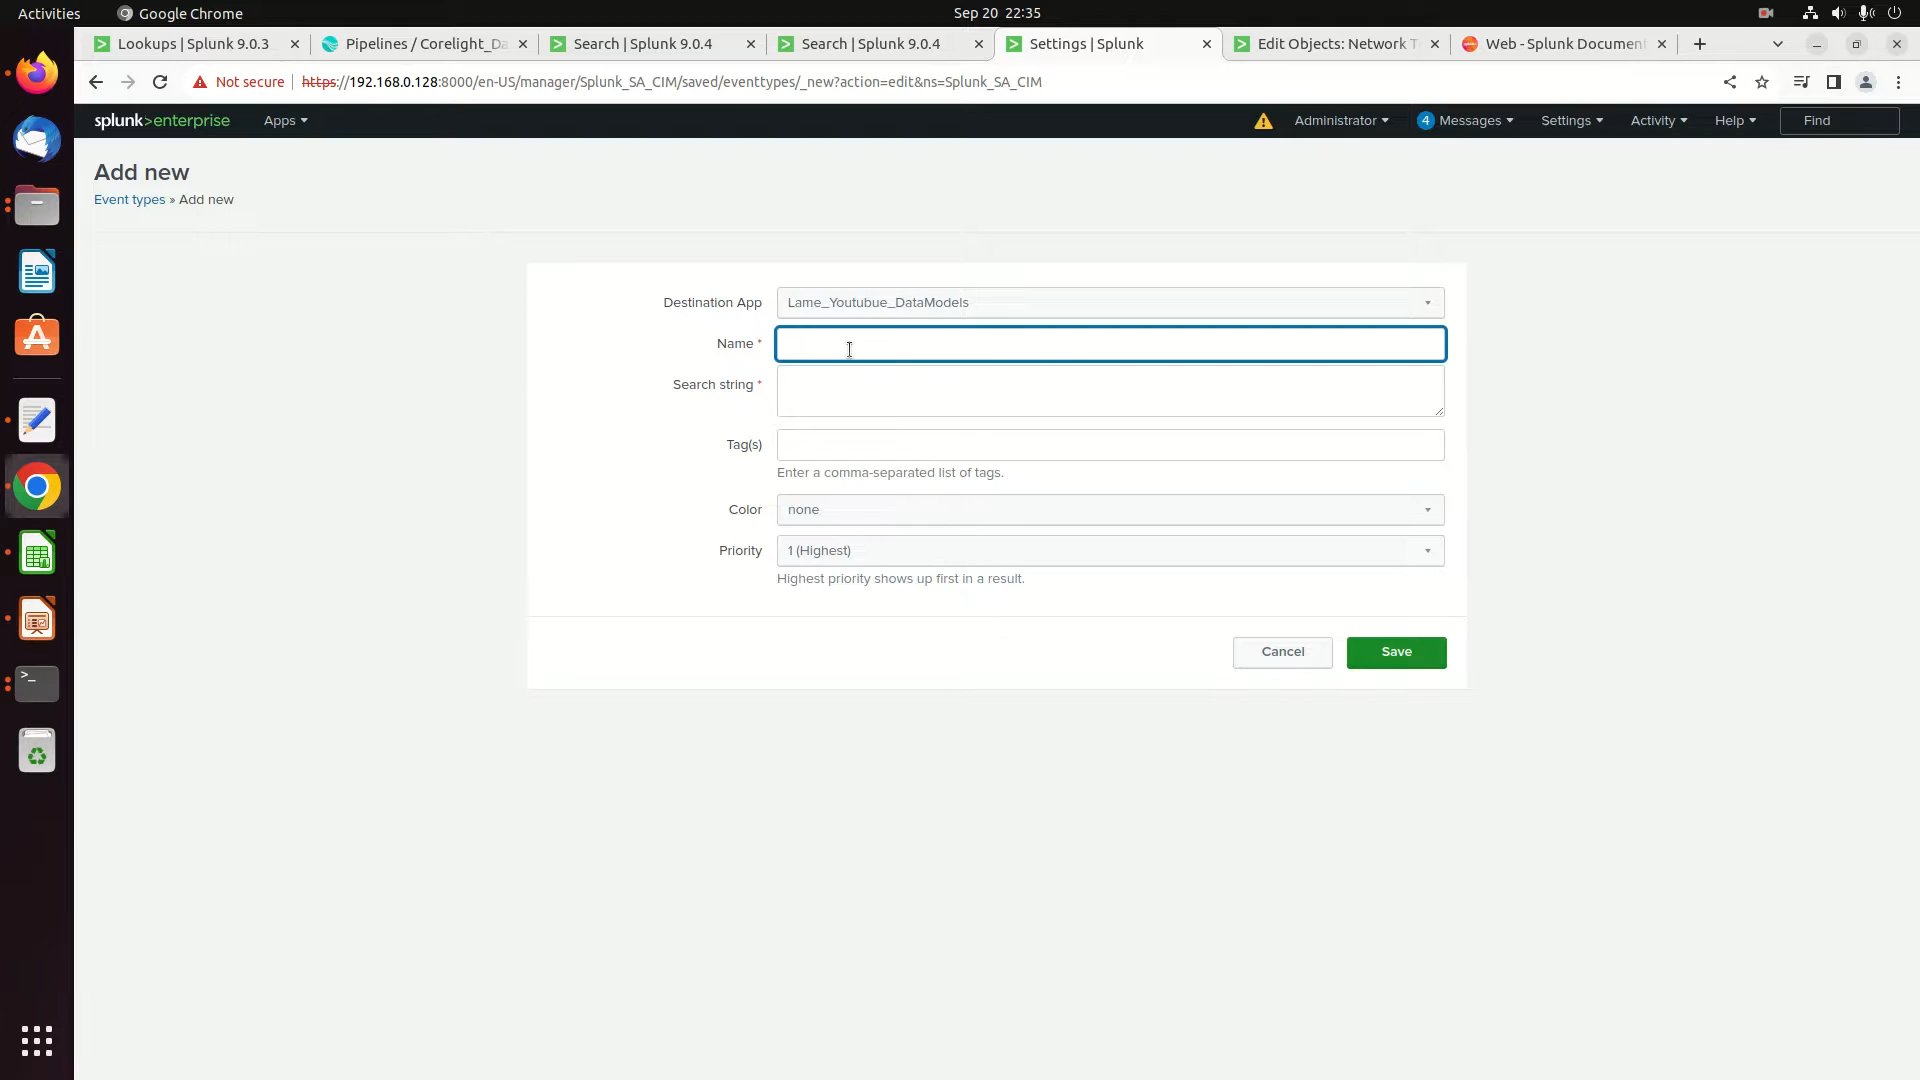 Activities
Google Chrome
Sep 20 22:35
Lookups | Splunk 9.0.3
Pipelines / Corelight_Da
Search | Splunk 9.0.4
Search | Splunk 9.0.4
Settings | Splunk
Edit Objects: Network T
Web - Splunk Document
Not secure
https://192.168.0.128:8000/en-US/manager/Splunk_SA_CIM/saved/eventtypes/_new?action=edit&ns=Splunk_SA_CIM
splunk>enterprise
Apps
Administrator
4 Messages
Settings
Activity
Help
Find
Add new
Event types » Add new
Destination App
Lame_Youtubue_DataModels
Name *
Search string *
Tag(s)
Enter a comma-separated list of tags.
Color
none
Priority
1 (Highest)
Highest priority shows up first in a result.
Cancel
Save